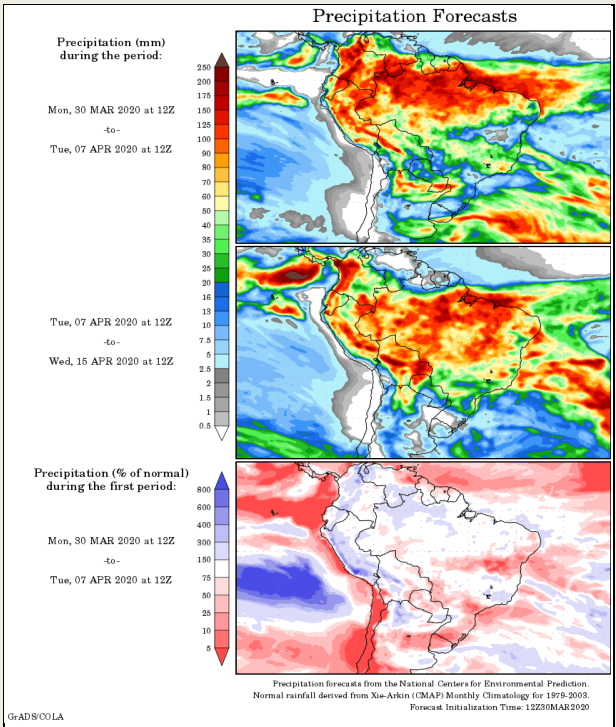 Precipitation Forecasts
Precipitation (mm)
during the period:
Mon, 30 MAR 2020 at 12Z
-to-
Tue, 07 APR 2020 at 12Z
250
200
175
150
125
100
90
80
70
60
50
40
35
30
25
20
16
13
10
7.5
5
2.5
2
1.5
1
0.5
Tue, 07 APR 2020 at 12Z
-to-
Wed, 15 APR 2020 at 12Z
Precipitation (% of normal)
during the first period:
Mon, 30 MAR 2020 at 12Z
-to-
Tue, 07 APR 2020 at 12Z
800
600
400
300
150
75
50
25
10
5
Precipitation forecasts from the National Centers for Environmental Prediction.
Normal rainfall derived from Xie-Arkin (CMAP) Monthly Climatology for 1979-2003.
Forecast Initialization Time: 12Z30MAR2020
GrADS/COLA